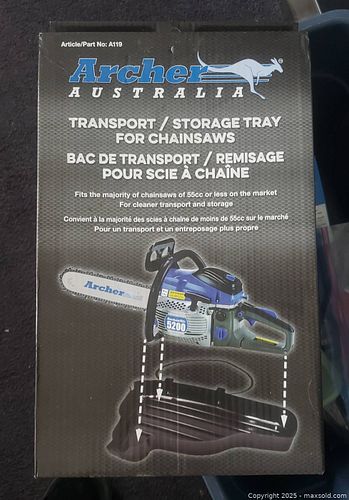 Article/Part No: A119
Archer
AUSTRALIA
TRANSPORT / STORAGE TRAY
FOR CHAINSAWS
BAC DE TRANSPORT / REMISAGE
POUR SCIE À CHAÎNE
Fits the majority of chainsaws of 55cc or less on the market
For cleaner transport and storage
Convient à la majorité des scies à chaîne de moins de 55cc sur le marché
Pour un transport et un entreposage plus propre
Archer
5200
Copyright © 2025 - maxsold.com